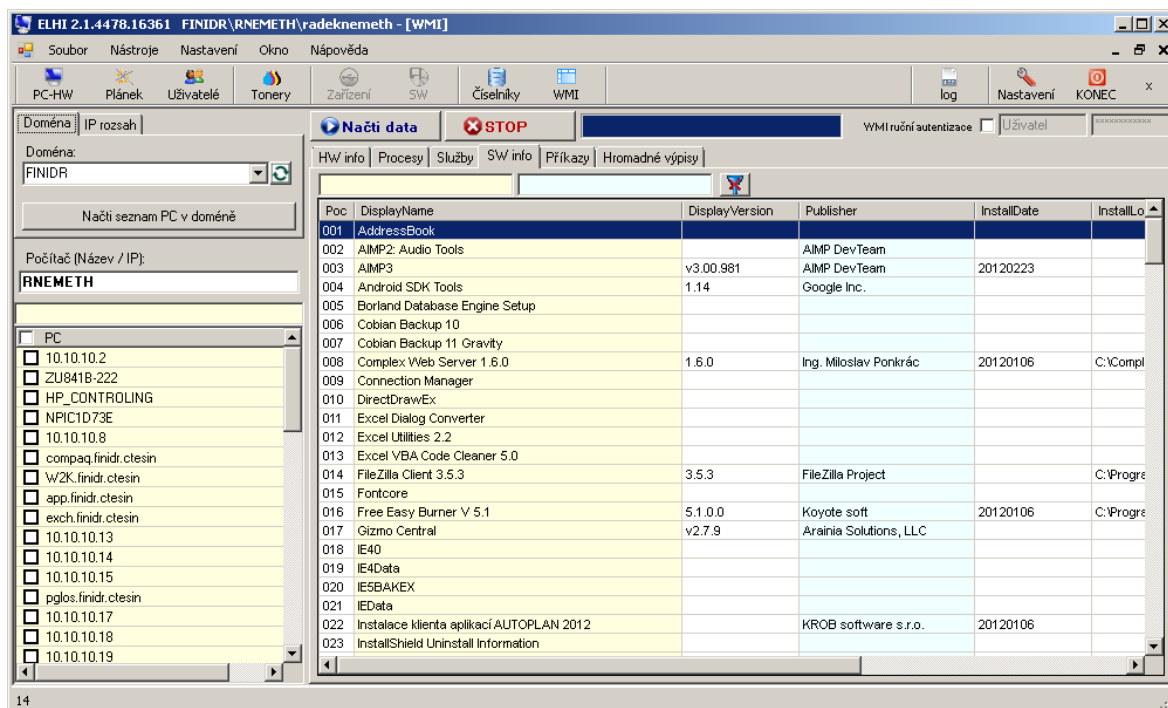 ELHI 2.1.4478.16361 FINIDR\RNEMETH\radeknemeth - [WMI]
Soubor Nástroje Nastavení Okno Nápověda
PC-HW Plánek Uživatelé Tonery Zařízení SW Číselníky WMI log Nastavení KONEC x
Doména IP rozsah
Doména:
FINIDR
Načti seznam PC v doméně
Počítač (Název / IP):
RNEMETH
PC
10.10.10.2
ZU841B-222
HP_CONTROLING
NPIC1D73E
10.10.10.8
compaq.finidr.ctesin
W2K.finidr.ctesin
app.finidr.ctesin
exch.finidr.ctesin
10.10.10.13
10.10.10.14
10.10.10.15
pglos.finidr.ctesin
10.10.10.17
10.10.10.18
10.10.10.19
Načti data STOP WMI ruční autentizace Uživatel xxxxxxxxxxxx
HW info Procesy Služby SW info Příkazy Hromadné výpisy
Poc DisplayName DisplayVersion Publisher InstallDate InstallLo
001 AddressBook
002 AIMP2: Audio Tools AIMP DevTeam
003 AIMP3 v3.00.981 AIMP DevTeam 20120223
004 Android SDK Tools 1.14 Google Inc.
005 Borland Database Engine Setup
006 Cobian Backup 10
007 Cobian Backup 11 Gravity
008 Complex Web Server 1.6.0 1.6.0 Ing. Miloslav Ponkrác 20120106 C:\Compl
009 Connection Manager
010 DirectDrawEx
011 Excel Dialog Converter
012 Excel Utilities 2.2
013 Excel VBA Code Cleaner 5.0
014 FileZilla Client 3.5.3 3.5.3 FileZilla Project C:\Progra
015 Fontcore
016 Free Easy Burner V 5.1 5.1.0.0 Koyote soft 20120106 C:\Progra
017 Gizmo Central v2.7.9 Arainia Solutions, LLC
018 IE40
019 IE4Data
020 IE5BAKEX
021 IEData
022 Instalace klienta aplikací AUTOPLAN 2012 KROB software s.r.o. 20120106
023 InstallShield Uninstall Information
14